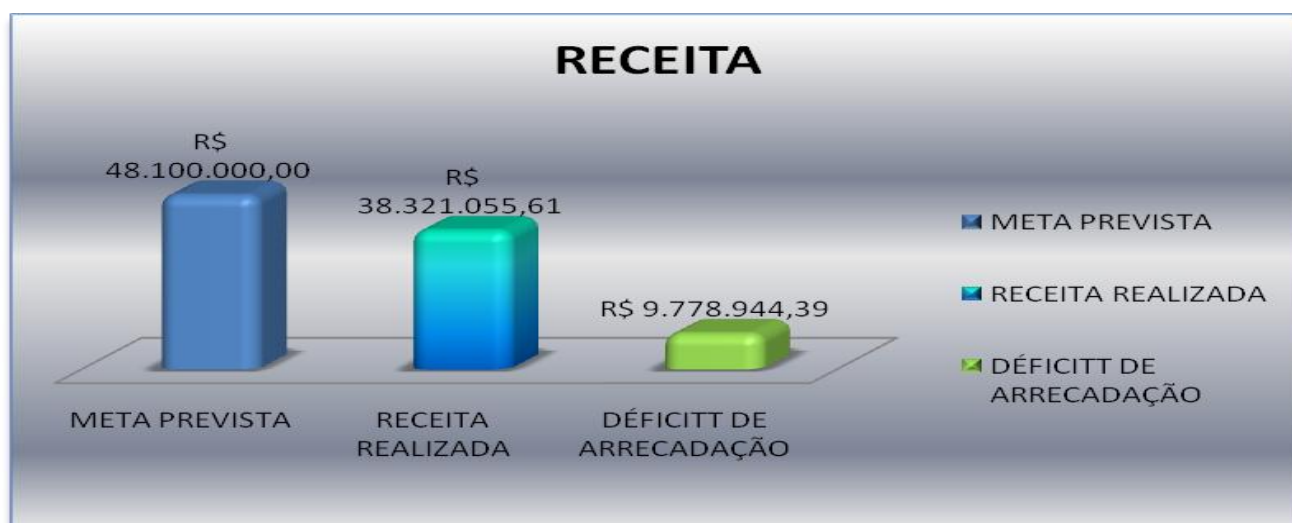 RECEITA
R$
48.100.000,00
R$
38.321.055,61
R$ 9.778.944,39
META PREVISTA
RECEITA
REALIZADA
DÉFICITT DE
ARRECADAÇÃO
META PREVISTA
RECEITA REALIZADA
DÉFICITT DE
ARRECADAÇÃO